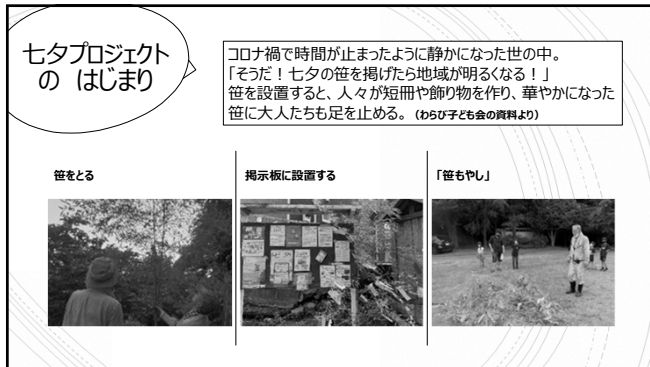 七夕プロジェクト
の はじまり
コロナ禍で時間が止まったように静かになった世の中。
「そうだ！七夕の笹を掲げたら地域が明るくなる！」
笹を設置すると、人々が短冊や飾り物を作り、華やかになった
笹に大人たちも足を止める。（わらび子ども会の資料より）
笹をとる
掲示板に設置する
「笹もやし」